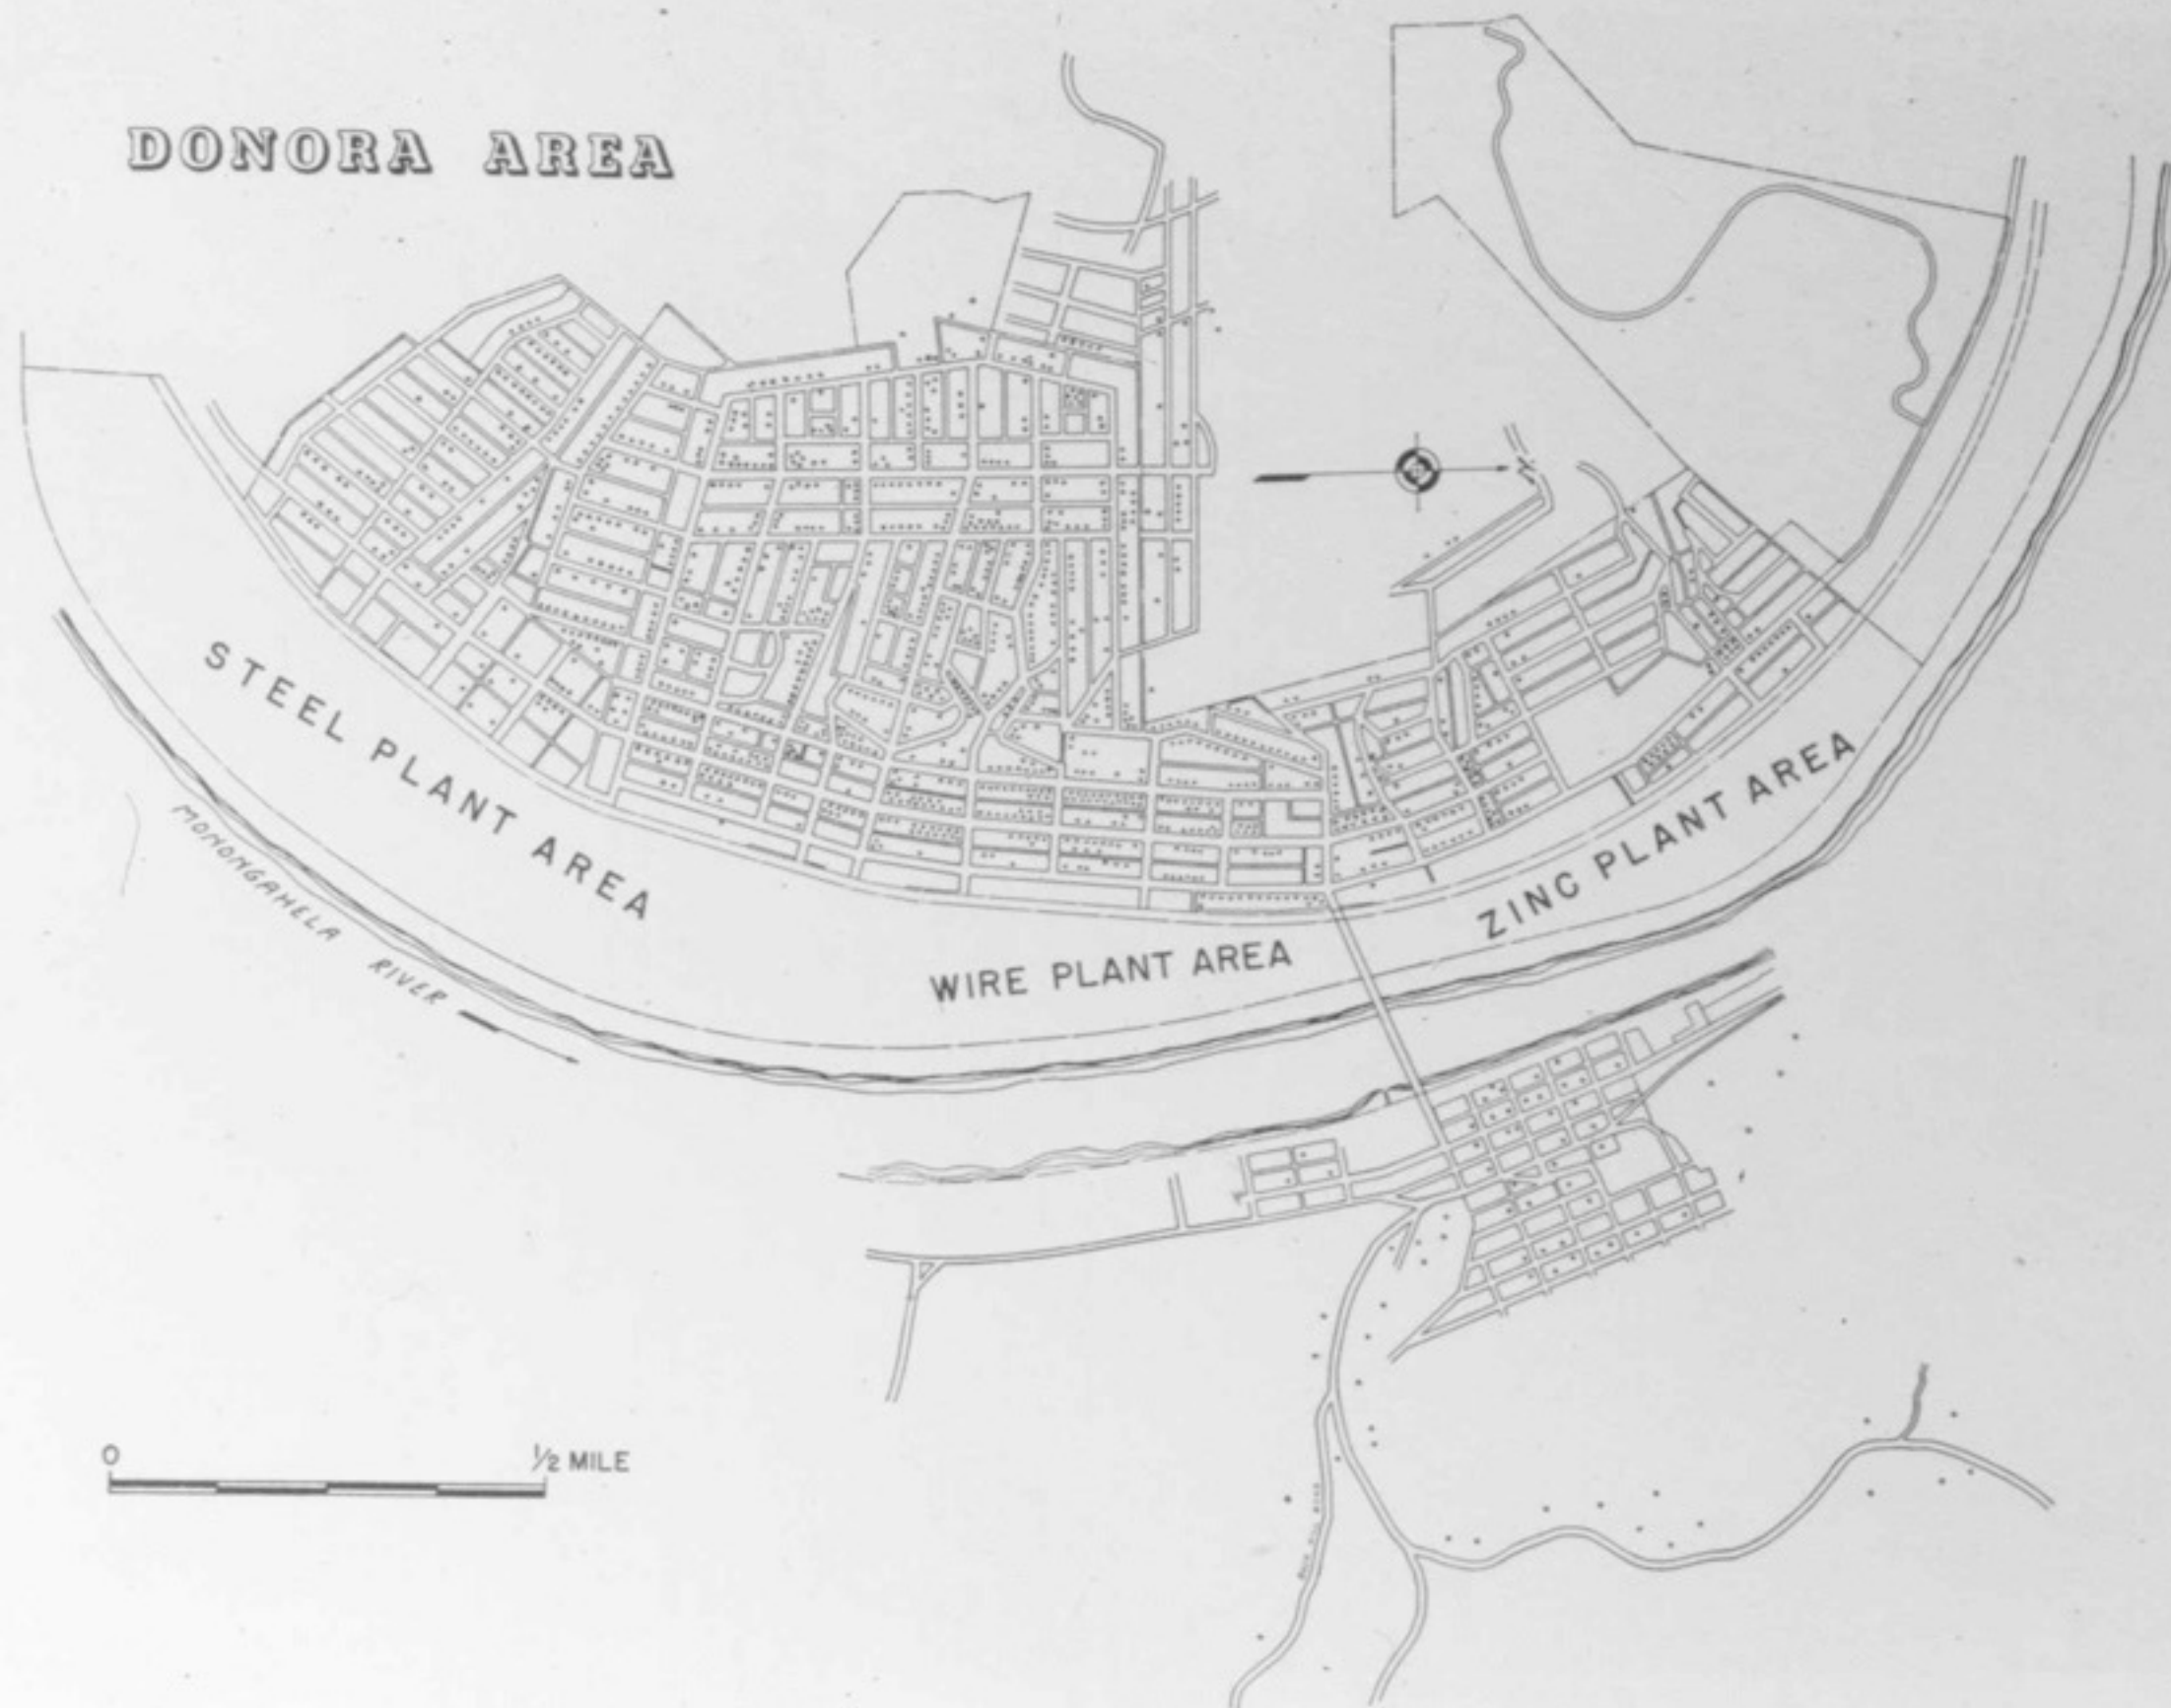 DONORA AREA
N
STEEL PLANT AREA
MONONGAHELA RIVER
WIRE PLANT AREA
ZINC PLANT AREA
0 1/2 MILE